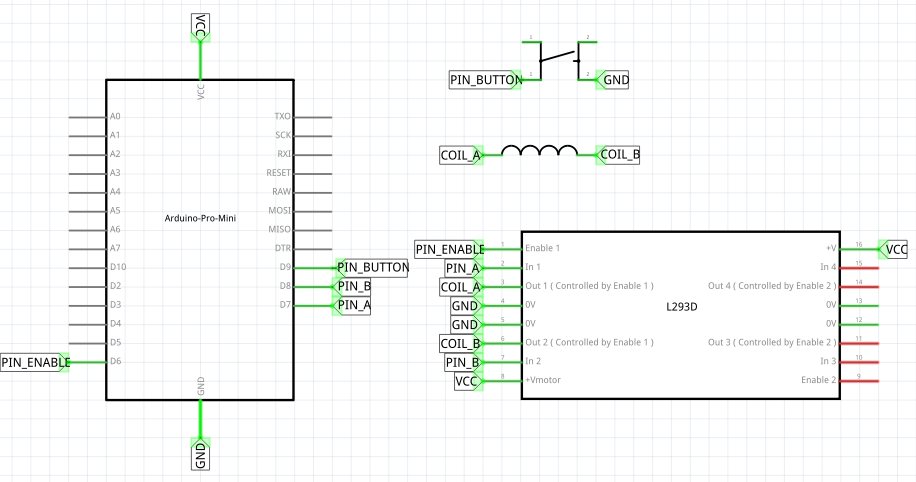 VCC
VCC
A0
A1
A2
A3
A4
A5
A6
A7
D10
D2
D3
D4
D5
D6
PIN_ENABLE
Arduino-Pro-Mini
TXO
SCK
RXI
RESET
RAW
MOSI
MISO
DTR
D9 PIN_BUTTON
D8 PIN_B
D7 PIN_A
GND
GND
1 2
PIN_BUTTON 1 2 GND
COIL_A COIL_B
PIN_ENABLE 1 Enable 1
PIN_A 2 In 1
COIL_A 3 Out 1 ( Controlled by Enable 1 )
GND 4 0V
GND 5 0V
COIL_B 6 Out 2 ( Controlled by Enable 1 )
PIN_B 7 In 2
VCC 8 +Vmotor
L293D
+V 16 VCC
In 4 15
Out 4 ( Controlled by Enable 2 ) 14
0V 13
0V 12
Out 3 ( Controlled by Enable 2 ) 11
In 3 10
Enable 2 9